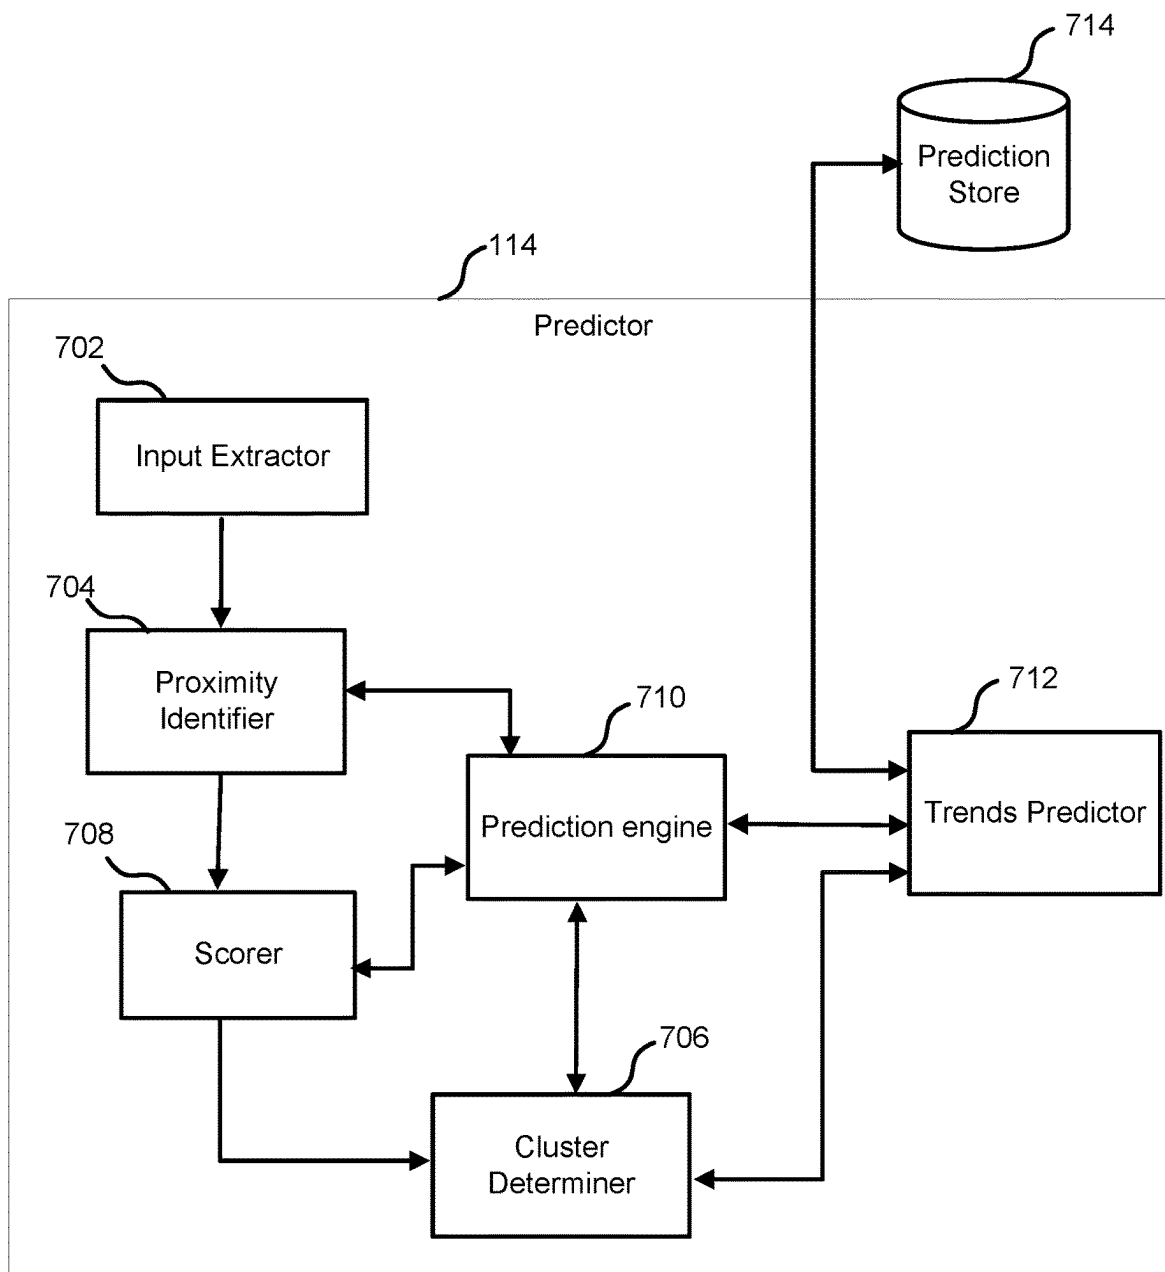 714
Prediction
Store
114
Predictor
702
Input Extractor
704
Proximity
Identifier
710
712
Prediction engine
Trends Predictor
708
Scorer
706
Cluster
Determiner